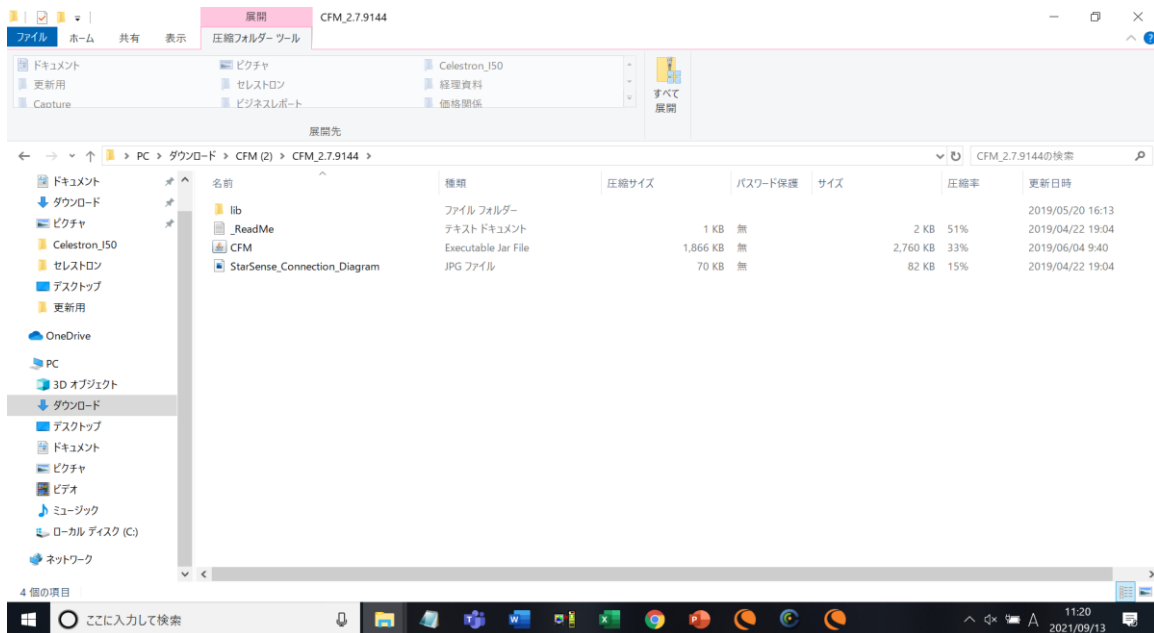 展開
CFM_2.7.9144
ファイル
ホーム
共有
表示
圧縮フォルダー ツール
ドキュメント
ピクチャ
Celestron_I50
更新用
セレストロン
経理資料
Capture
ビジネスレポート
価格関係
すべて
展開
展開先
PC > ダウンロード > CFM (2) > CFM_2.7.9144 >
CFM_2.7.9144の検索
ドキュメント
ダウンロード
ピクチャ
Celestron_I50
セレストロン
デスクトップ
更新用
OneDrive
PC
3D オブジェクト
ダウンロード
デスクトップ
ドキュメント
ピクチャ
ビデオ
ミュージック
ローカル ディスク (C:)
ネットワーク
名前 種類 圧縮サイズ パスワード保護 サイズ 圧縮率 更新日時
lib ファイル フォルダー 2019/05/20 16:13
_ReadMe テキスト ドキュメント 1 KB 無 2 KB 51% 2019/04/22 19:04
CFM Executable Jar File 1,866 KB 無 2,760 KB 33% 2019/06/04 9:40
StarSense_Connection_Diagram JPG ファイル 70 KB 無 82 KB 15% 2019/04/22 19:04
4 個の項目
ここに入力して検索
A
11:20
2021/09/13